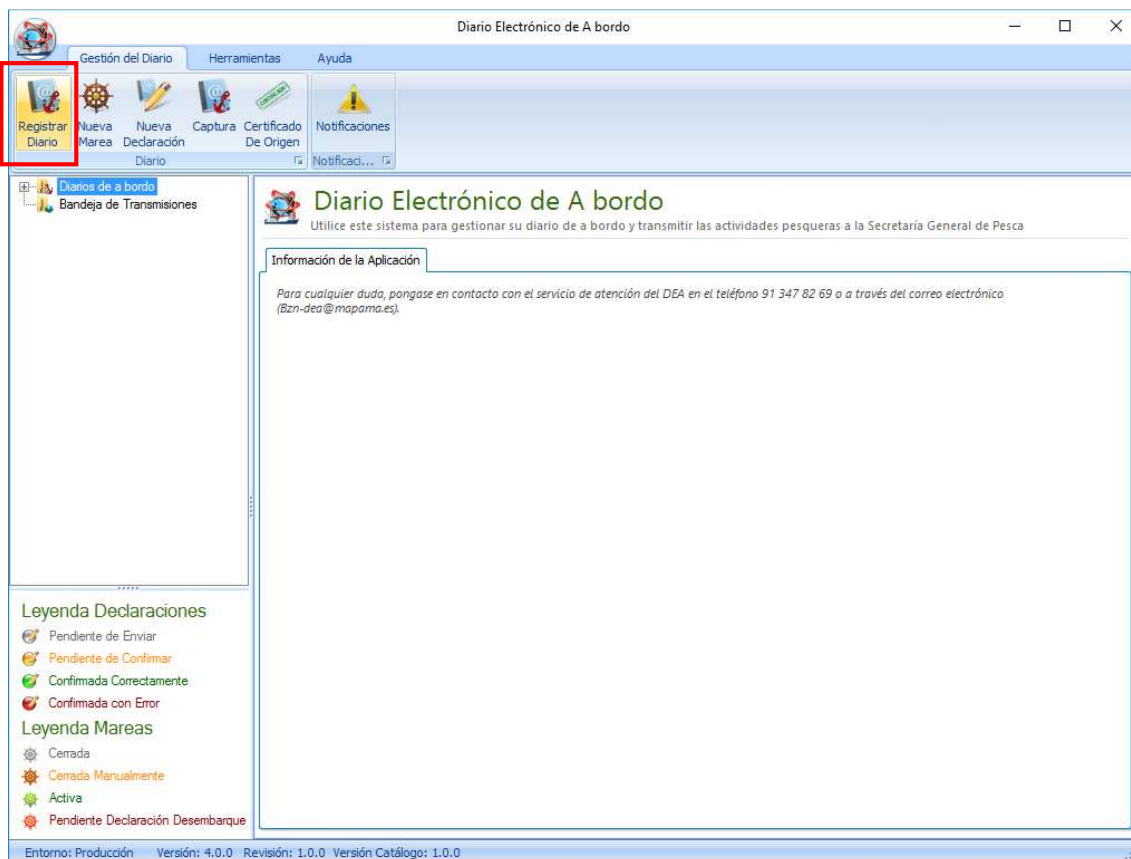 Diario Electrónico de A bordo
Gestión del Diario Herramientas Ayuda
Registrar Diario
Nueva Marea
Nueva Declaración
Captura
Certificado De Origen
Notificaciones
Diario
Notificaci...
Diarios de a bordo
Bandeja de Transmisiones
Diario Electrónico de A bordo
Utilice este sistema para gestionar su diario de a bordo y transmitir las actividades pesqueras a la Secretaría General de Pesca
Información de la Aplicación
Para cualquier duda, pongase en contacto con el servicio de atención del DEA en el teléfono 91 347 82 69 o a través del correo electrónico
(Bzn-dea@mapama.es).
Leyenda Declaraciones
Pendiente de Enviar
Pendiente de Confirmar
Confirmada Correctamente
Confirmada con Error
Leyenda Mareas
Cerrada
Cerrada Manualmente
Activa
Pendiente Declaración Desembarque
Entorno: Producción Versión: 4.0.0 Revisión: 1.0.0 Versión Catálogo: 1.0.0